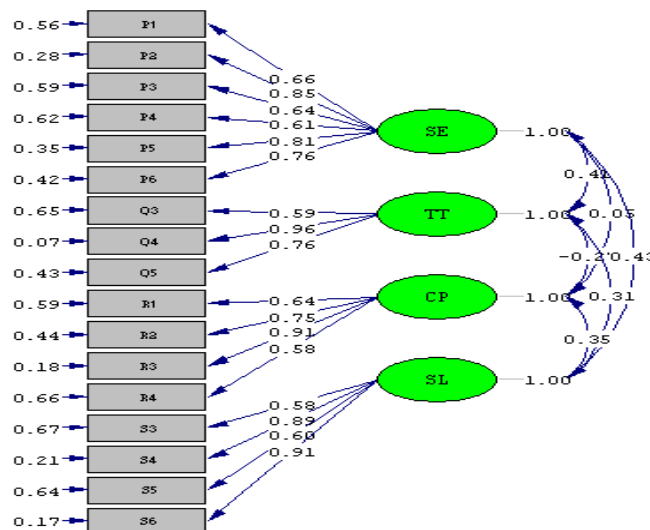 0.56 P1
0.28 P2
0.59 P3
0.62 P4
0.35 P5
0.42 P6
0.65 Q3
0.07 Q4
0.43 Q5
0.59 R1
0.44 R2
0.18 R3
0.66 R4
0.67 S3
0.21 S4
0.64 S5
0.17 S6
0.66
0.85
0.64
0.61
0.81
0.76
0.59
0.96
0.76
0.64
0.75
0.91
0.58
0.58
0.89
0.60
0.91
SE 1.00
TT 1.00
CP 1.00
SL 1.00
0.05
0.43
0.31
0.35